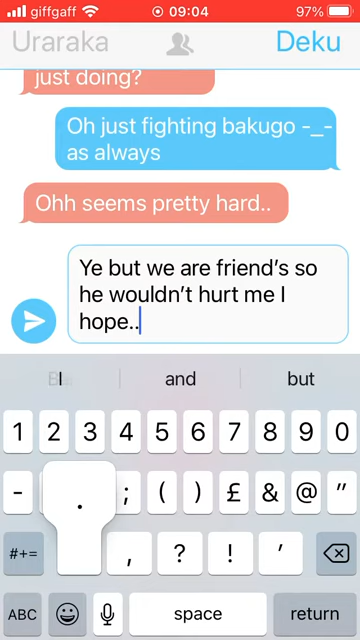 giffgaff 09:04 97%
Uraraka Deku
just doing?
Oh just fighting bakugo -_-
as always
Ohh seems pretty hard..
Ye but we are friend’s so
he wouldn’t hurt me I
hope..
I and but
1 2 3 4 5 6 7 8 9 0
- ; ( ) £ & @ "
#+= . , ? ! ’
ABC space return